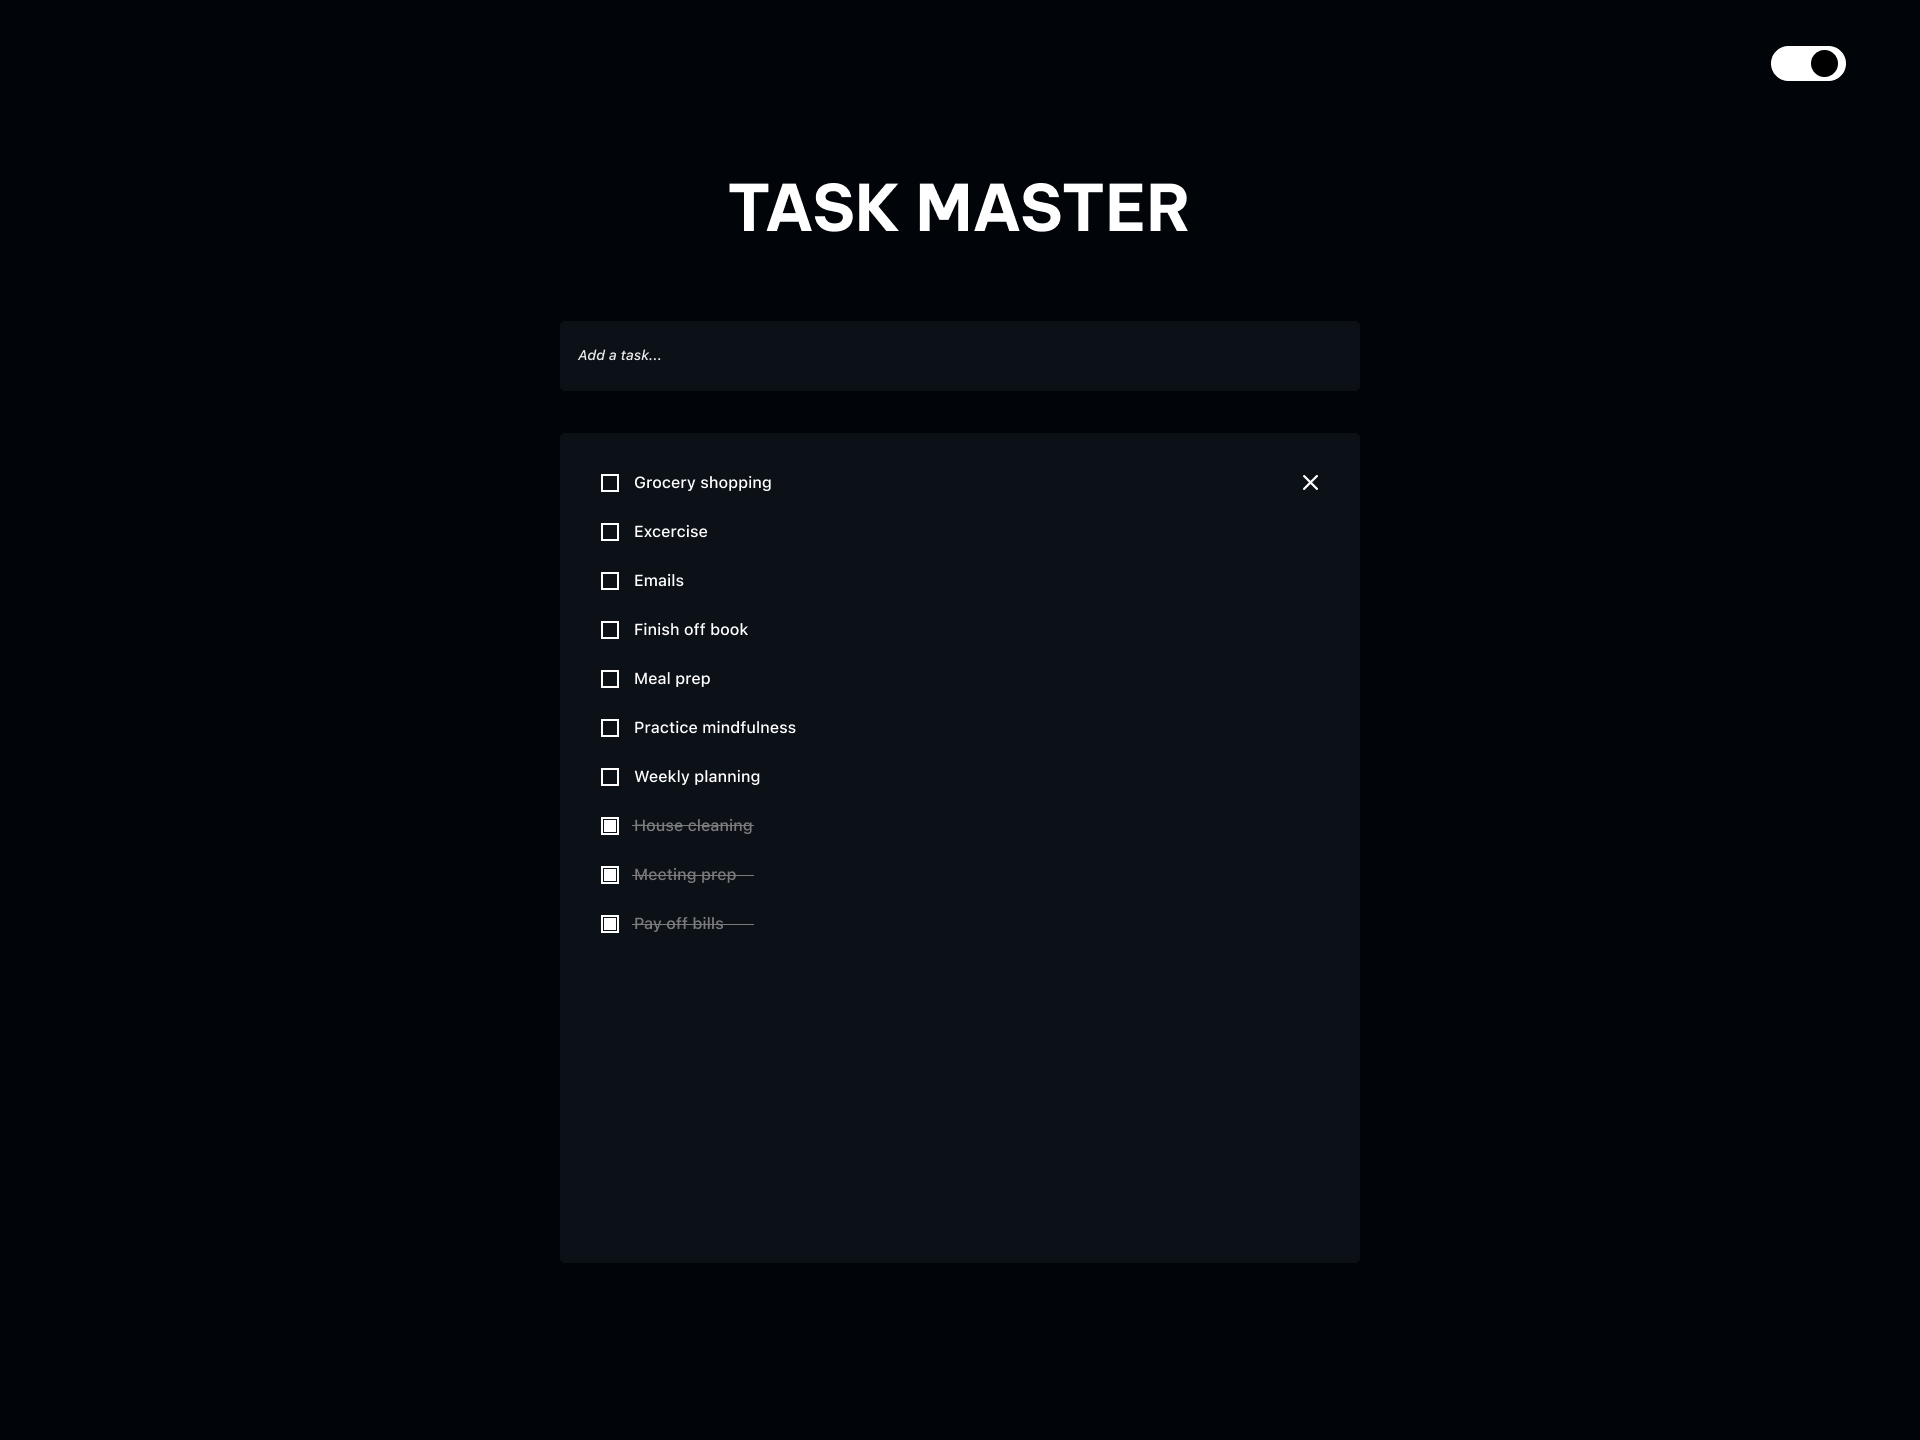 TASK MASTER
Add a task...
Grocery shopping
Excercise
Emails
Finish off book
Meal prep
Practice mindfulness
Weekly planning
House cleaning
Meeting prep
Pay off bills